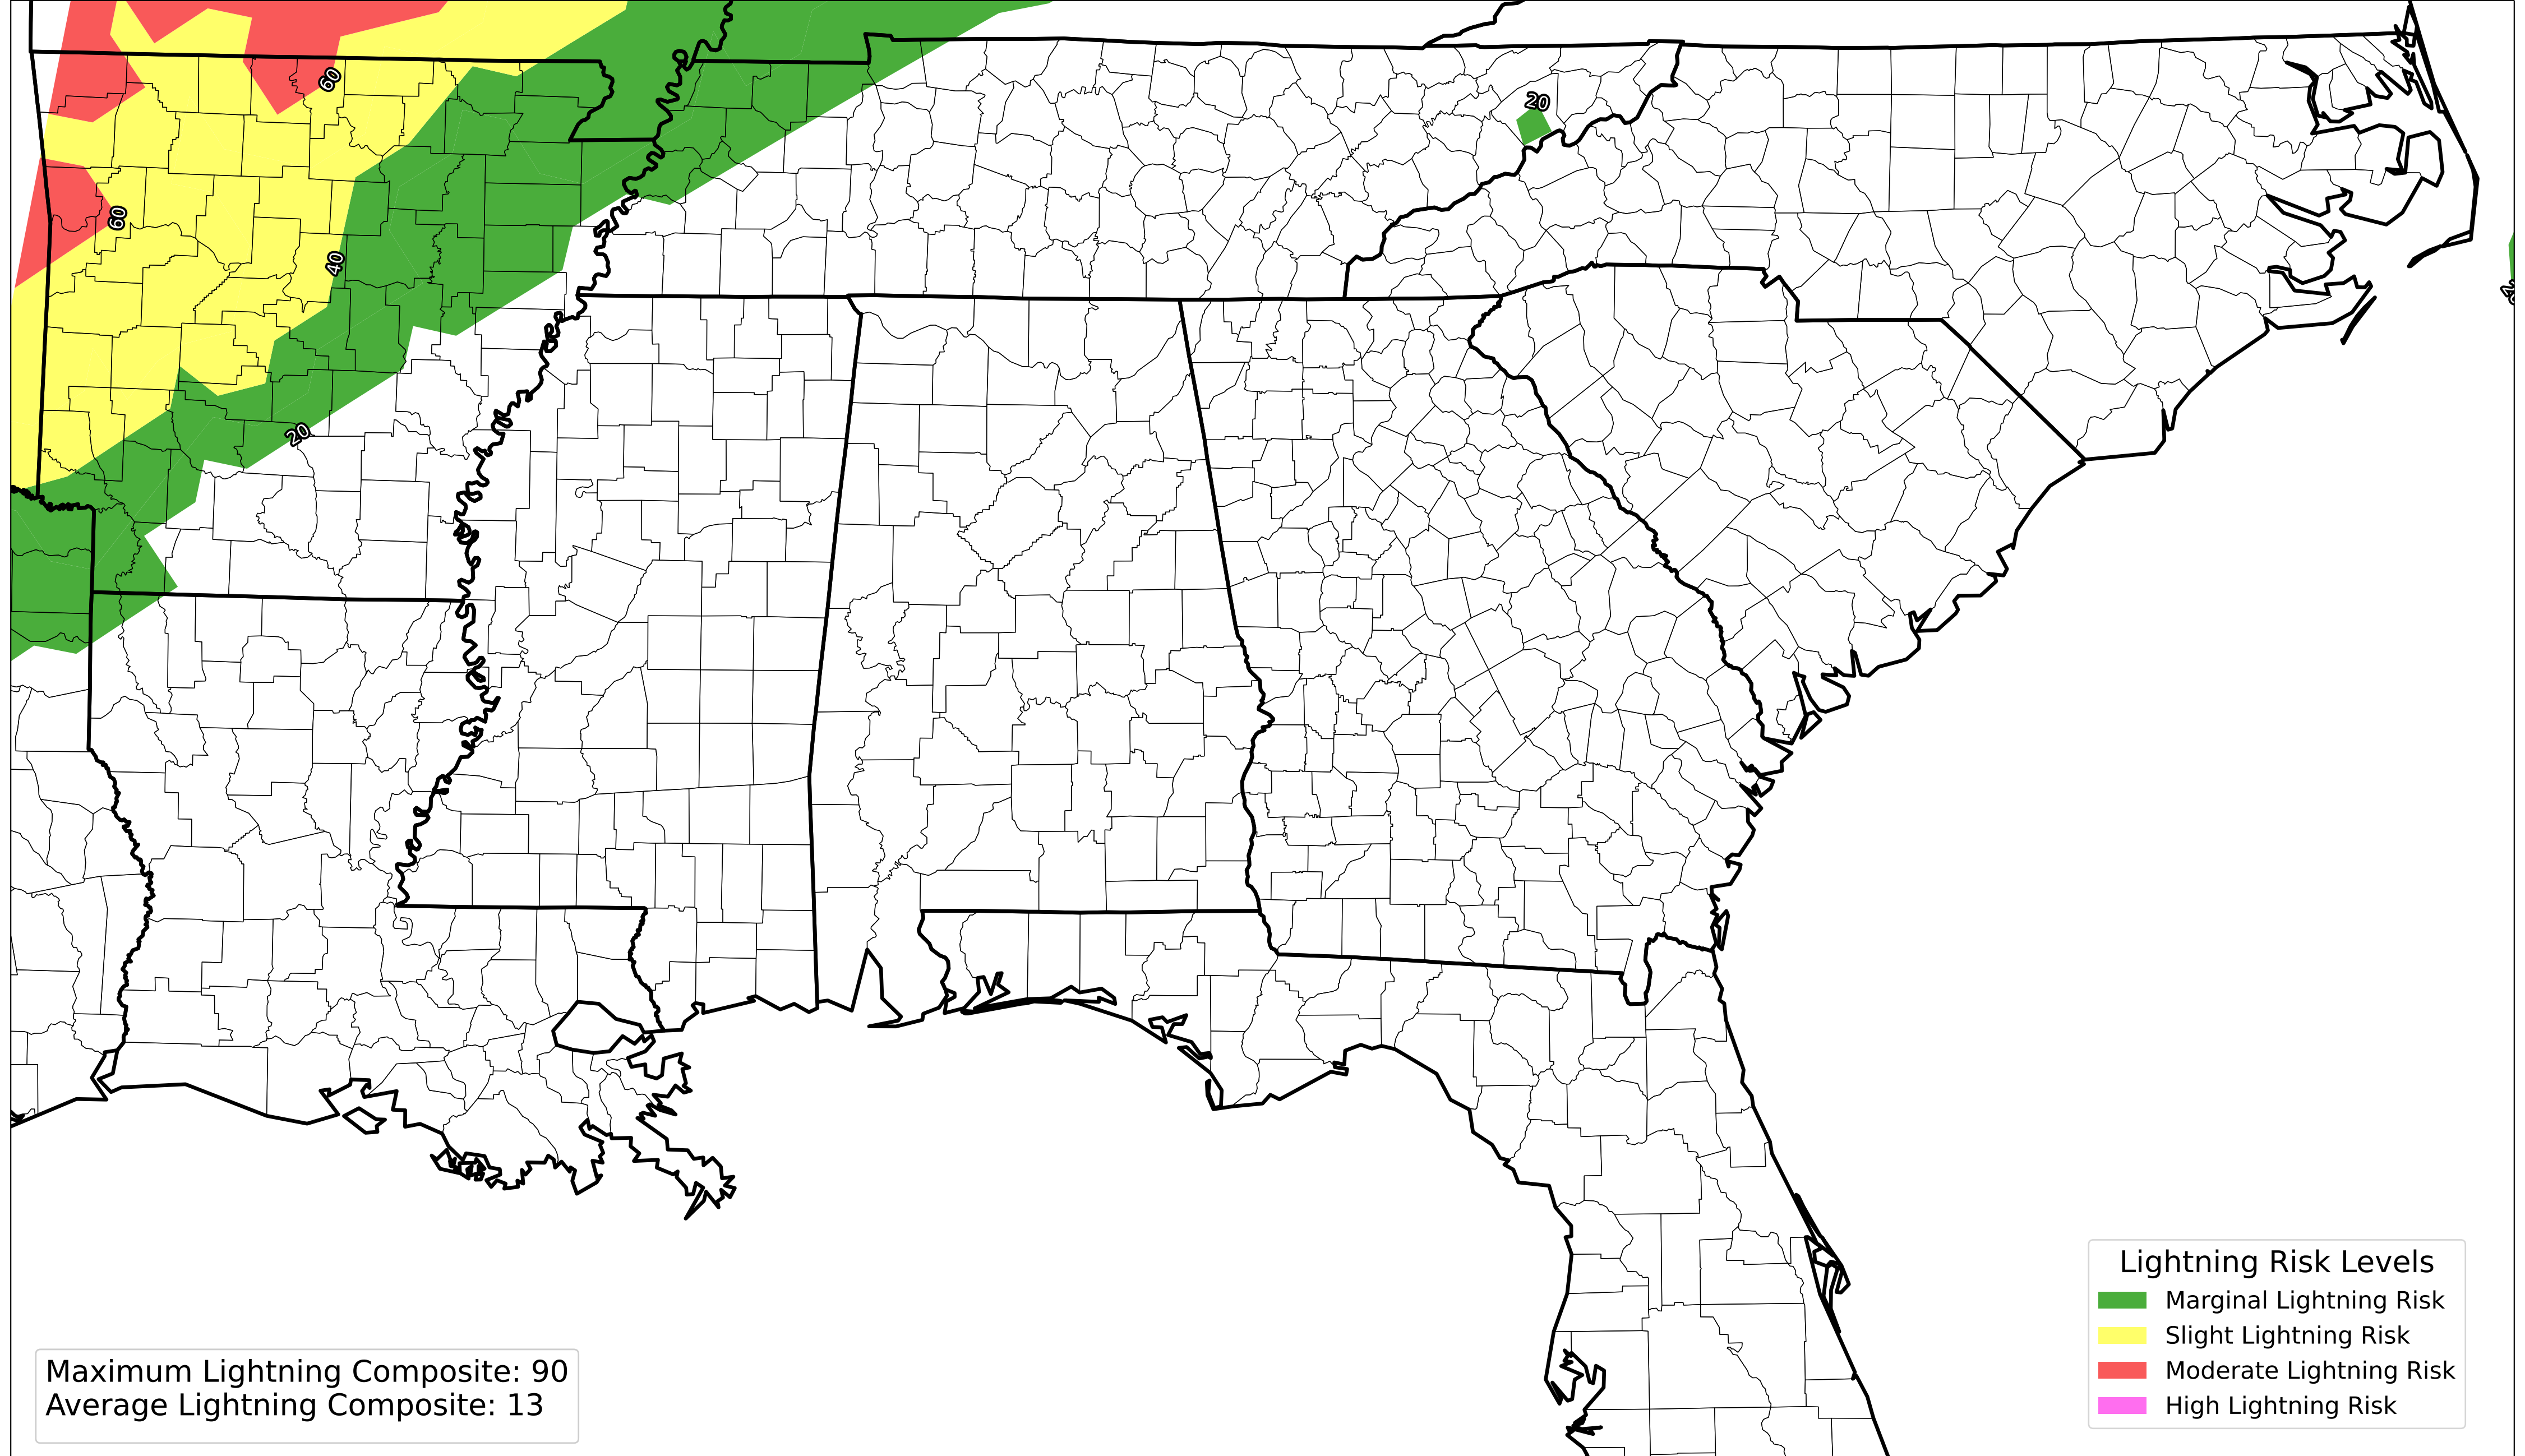 60
20
60
40
20
Lightning Risk Levels
Marginal Lightning Risk
Slight Lightning Risk
Moderate Lightning Risk
High Lightning Risk
Maximum Lightning Composite: 90
Average Lightning Composite: 13